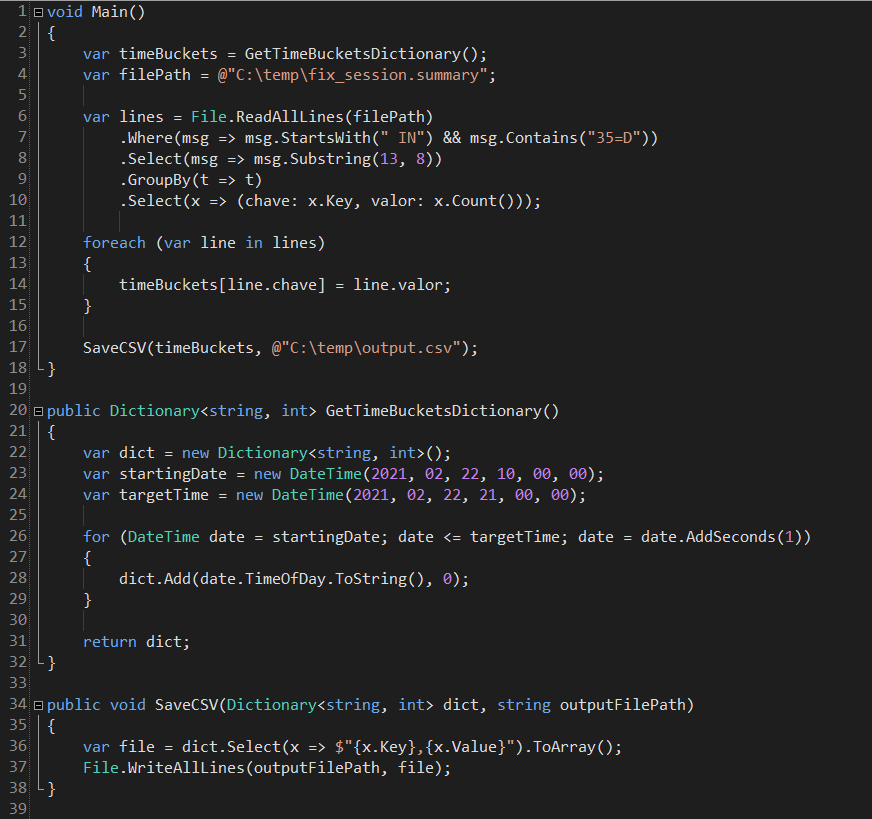 1 void Main()
2 {
3     var timeBuckets = GetTimeBucketsDictionary();
4     var filePath = @"C:\temp\fix_session.summary";
5
6     var lines = File.ReadAllLines(filePath)
7         .Where(msg => msg.StartsWith(" IN") && msg.Contains("35=D"))
8         .Select(msg => msg.Substring(13, 8))
9         .GroupBy(t => t)
10         .Select(x => (chave: x.Key, valor: x.Count()));
11
12     foreach (var line in lines)
13     {
14         timeBuckets[line.chave] = line.valor;
15     }
16
17     SaveCSV(timeBuckets, @"C:\temp\output.csv");
18 }
19
20 public Dictionary<string, int> GetTimeBucketsDictionary()
21 {
22     var dict = new Dictionary<string, int>();
23     var startingDate = new DateTime(2021, 02, 22, 10, 00, 00);
24     var targetTime = new DateTime(2021, 02, 22, 21, 00, 00);
25
26     for (DateTime date = startingDate; date <= targetTime; date = date.AddSeconds(1))
27     {
28         dict.Add(date.TimeOfDay.ToString(), 0);
29     }
30
31     return dict;
32 }
33
34 public void SaveCSV(Dictionary<string, int> dict, string outputFilePath)
35 {
36     var file = dict.Select(x => $"{x.Key},{x.Value}").ToArray();
37     File.WriteAllLines(outputFilePath, file);
38 }
39